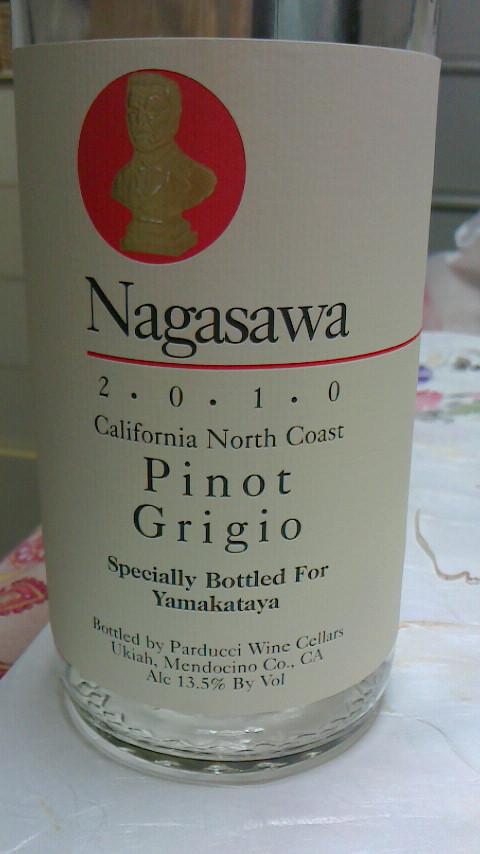 Nagasawa
2 • 0 • 1 • 0
California North Coast
Pinot
Grigio
Specially Bottled For
Yamakataya
Bottled by Parducci Wine Cellars
Ukiah, Mendocino Co., CA
Alc 13.5% By Vol